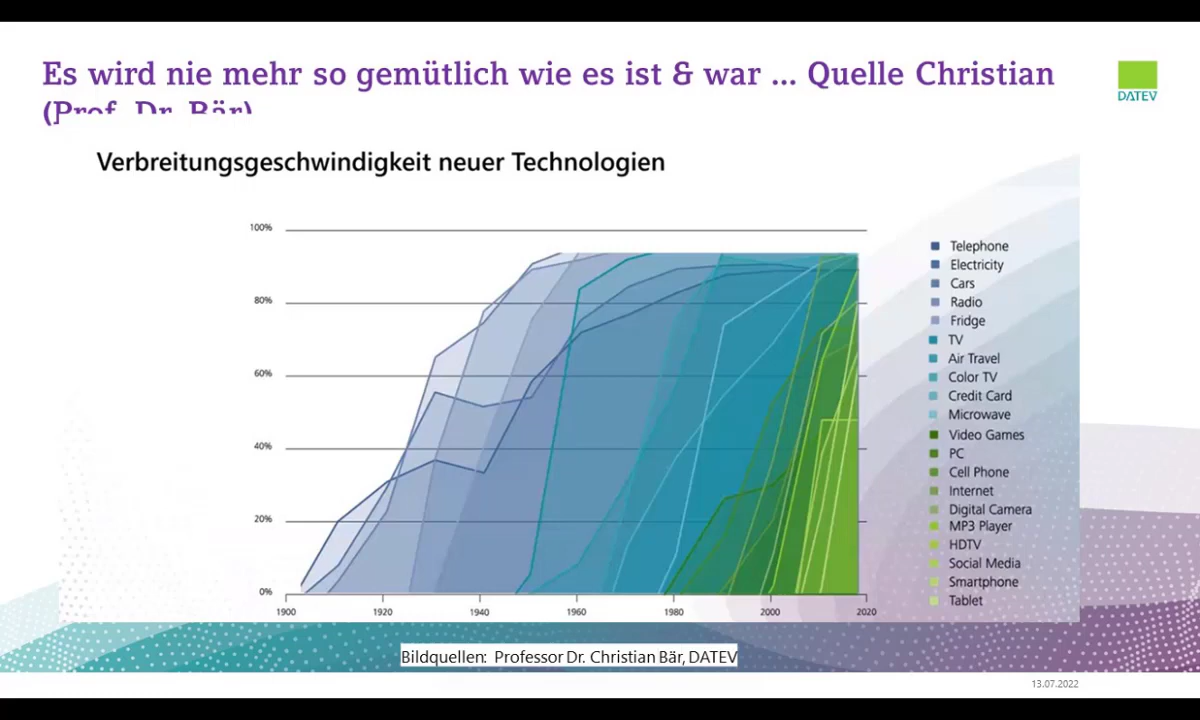 Es wird nie mehr so gemütlich wie es ist & war ... Quelle Christian
(Prof. Dr. Bär)
DATEV
Verbreitungsgeschwindigkeit neuer Technologien
100%
80%
60%
40%
20%
0%
1900
1920
1940
1960
1980
2000
2020
Telephone
Electricity
Cars
Radio
Fridge
TV
Air Travel
Color TV
Credit Card
Microwave
Video Games
PC
Cell Phone
Internet
Digital Camera
MP3 Player
HDTV
Social Media
Smartphone
Tablet
Bildquellen: Professor Dr. Christian Bär, DATEV
13.07.2022